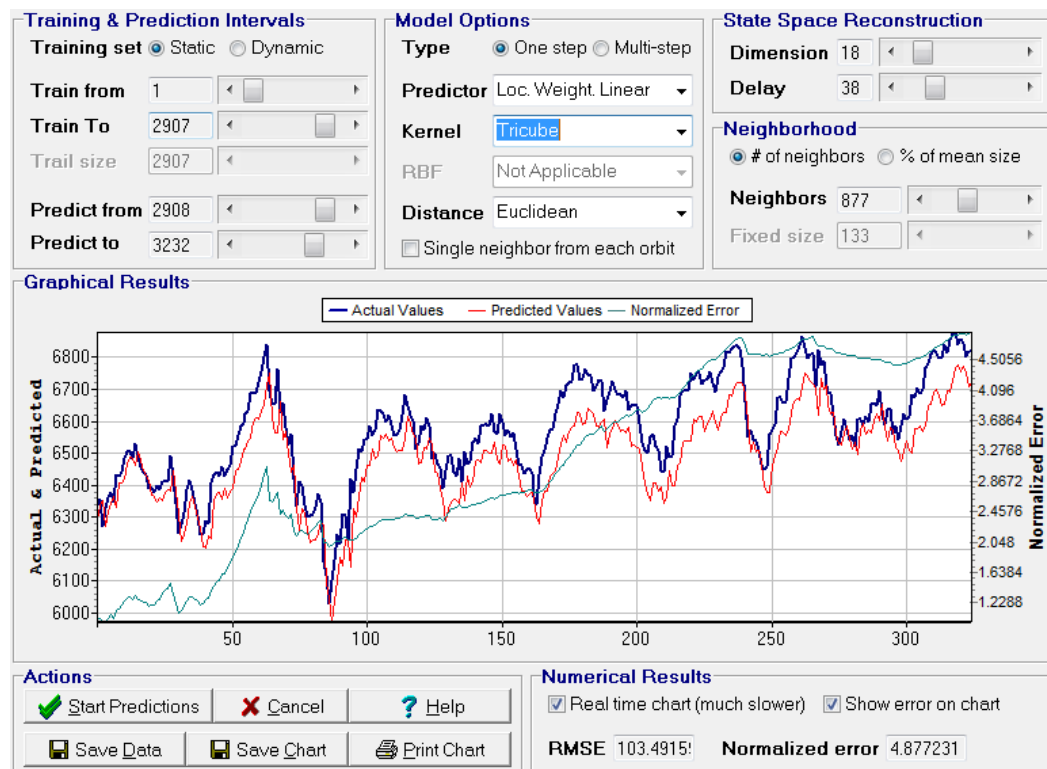 Training & Prediction Intervals
Training set Static Dynamic
Train from 1
Train To 2907
Trail size 2907
Predict from 2908
Predict to 3232
Model Options
Type One step Multi-step
Predictor Loc. Weight. Linear
Kernel Tricube
RBF Not Applicable
Distance Euclidean
Single neighbor from each orbit
State Space Reconstruction
Dimension 18
Delay 38
Neighborhood
# of neighbors % of mean size
Neighbors 877
Fixed size 133
Graphical Results
Actual Values Predicted Values Normalized Error
Actual & Predicted
6800
6700
6600
6500
6400
6300
6200
6100
6000
50 100 150 200 250 300
4.5056
4.096
3.6864
3.2768
2.8672
2.4576
2.048
1.6384
1.2288
Normalized Error
Actions
Start Predictions Cancel Help
Save Data Save Chart Print Chart
Numerical Results
Real time chart (much slower) Show error on chart
RMSE 103.4915 Normalized error 4.877231